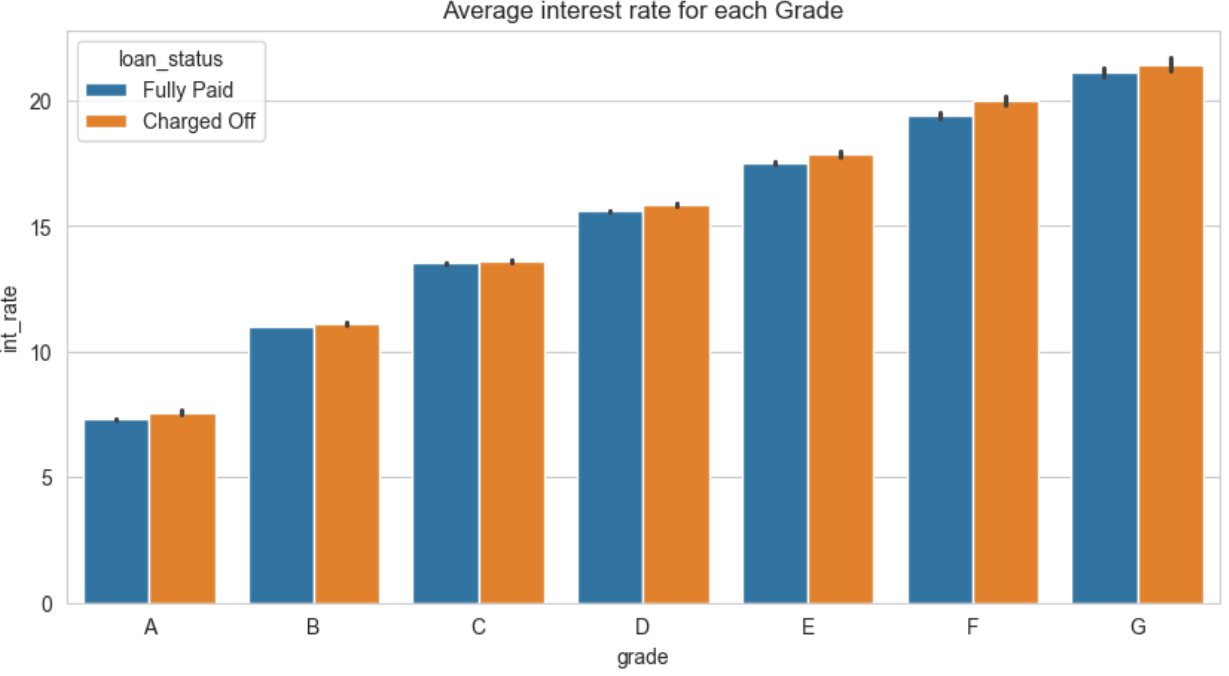 Average interest rate for each Grade
loan_status
Fully Paid
Charged Off
20
15
10
5
0
int_rate
A B C D E F G
grade